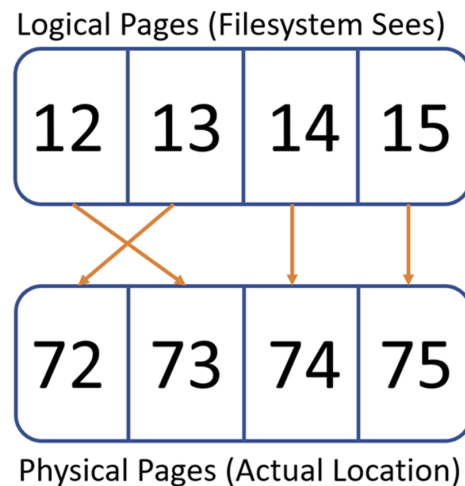 Logical Pages (Filesystem Sees)
12 13 14 15
72 73 74 75
Physical Pages (Actual Location)